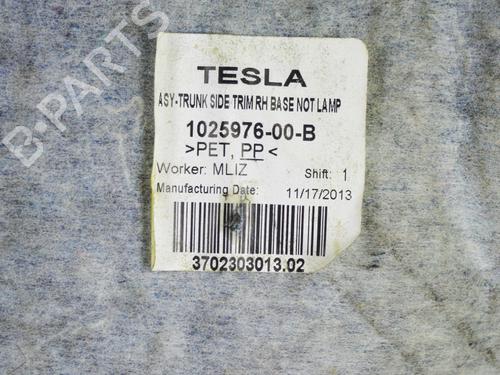 B-PARTS
TESLA
ASY-TRUNK SIDE TRIM RH BASE NOT LAMP
1025976-00-B
>PET, PP<
Worker: MLIZ Shift: 1
Manufacturing Date: 11/17/2013
3702303013.02